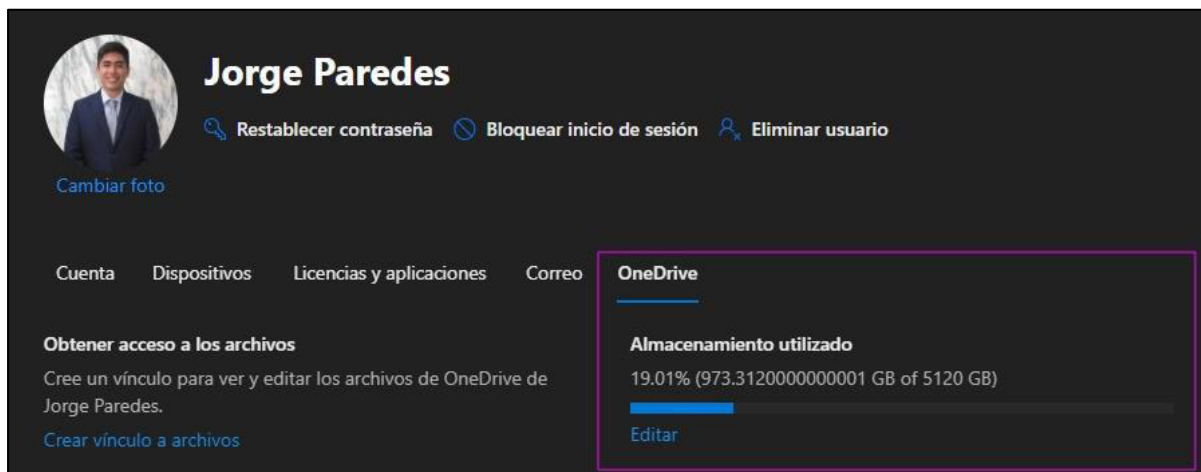 Jorge Paredes
Restablecer contraseña Bloquear inicio de sesión Eliminar usuario
Cambiar foto
Cuenta Dispositivos Licencias y aplicaciones Correo OneDrive
Obtener acceso a los archivos
Cree un vínculo para ver y editar los archivos de OneDrive de
Jorge Paredes.
Crear vínculo a archivos
Almacenamiento utilizado
19.01% (973.3120000000001 GB of 5120 GB)
Editar